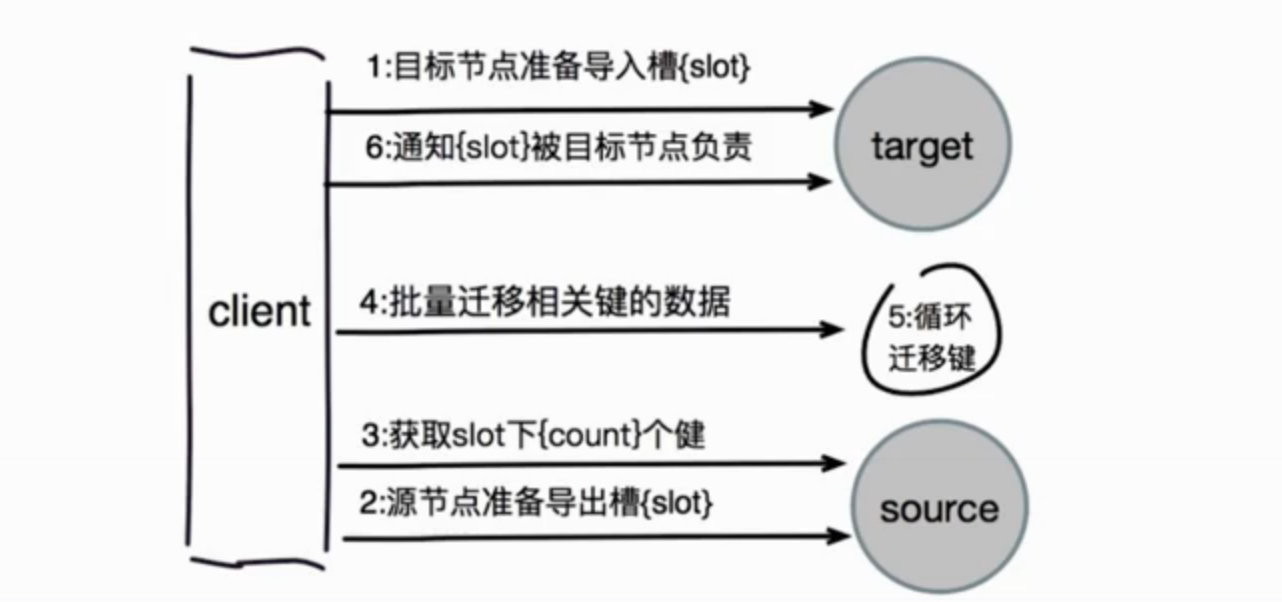 1:目标节点准备导入槽{slot}
6:通知{slot}被目标节点负责
target
client
4:批量迁移相关键的数据
5:循环
迁移键
3:获取slot下{count}个健
2:源节点准备导出槽{slot}
source